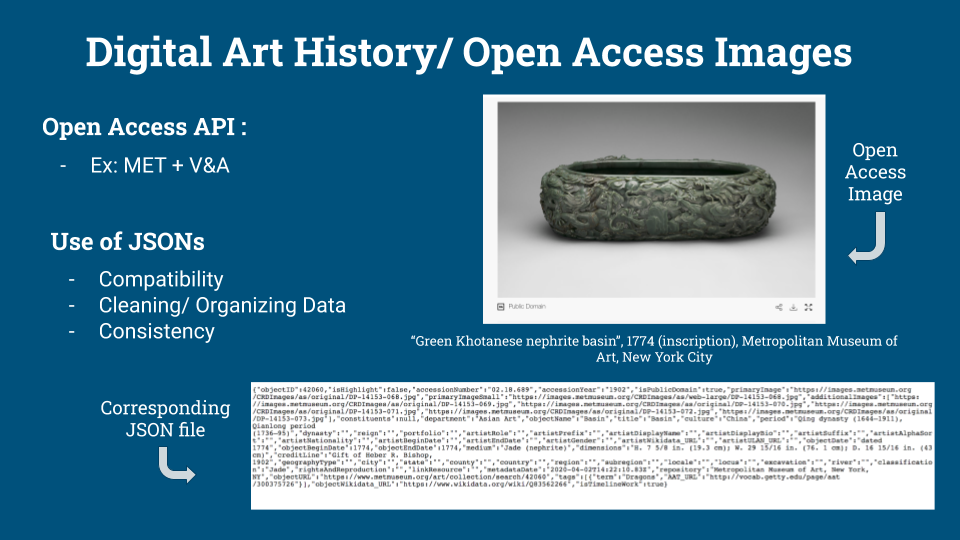 Digital Art History/ Open Access Images
Open Access API :
- Ex: MET + V&A
Use of JSONs
- Compatibility
- Cleaning/ Organizing Data
- Consistency
Public Domain
Open
Access
Image
“Green Khotanese nephrite basin”, 1774 (inscription), Metropolitan Museum of
Art, New York City
Corresponding
JSON file
{"objectID":42060,"isHighlight":false,"accessionNumber":"02.18.689","accessionYear":"1902","isPublicDomain":true,"primaryImage":"https://images.metmuseum.org
/CRDImages/as/original/DP-14153-068.jpg","primaryImageSmall":"https://images.metmuseum.org/CRDImages/as/web-large/DP-14153-068.jpg","additionalImages":["https:
//images.metmuseum.org/CRDImages/as/original/DP-14153-069.jpg","https://images.metmuseum.org/CRDImages/as/original/DP-14153-070.jpg","https://images.metmuseum.org
/CRDImages/as/original/DP-14153-071.jpg","https://images.metmuseum.org/CRDImages/as/original/DP-14153-072.jpg","https://images.metmuseum.org/CRDImages/as/original
/DP-14153-073.jpg"],"constituents":null,"department":"Asian Art","objectName":"Basin","title":"Basin","culture":"China","period":"Qing dynasty (1644–1911),
Qianlong period
(1736–95)","dynasty":"","reign":"","portfolio":"","artistRole":"","artistPrefix":"","artistDisplayName":"","artistDisplayBio":"","artistSuffix":"","artistAlphaSor
t":"","artistNationality":"","artistBeginDate":"","artistEndDate":"","artistGender":"","artistWikidata_URL":"","artistULAN_URL":"","objectDate":"dated
1774","objectBeginDate":1774,"objectEndDate":1774,"medium":"Jade (nephrite)","dimensions":"H. 7 5/8 in. (19.3 cm); W. 29 15/16 in. (76. 1 cm); D. 16 15/16 in. (43
cm)","creditLine":"Gift of Heber R. Bishop,
1902","geographyType":"","city":"","state":"","county":"","country":"","region":"","subregion":"","locale":"","locus":"","excavation":"","river":"","classificatio
n":"Jade","rightsAndReproduction":"","linkResource":"","metadataDate":"2020-04-02T14:22:10.83Z","repository":"Metropolitan Museum of Art, New York,
NY","objectURL":"https://www.metmuseum.org/art/collection/search/42060","tags":[{"term":"Dragons","AAT_URL":"http://vocab.getty.edu/page/aat
/300375726"}],"objectWikidata_URL":"https://www.wikidata.org/wiki/Q83562266","isTimelineWork":true}